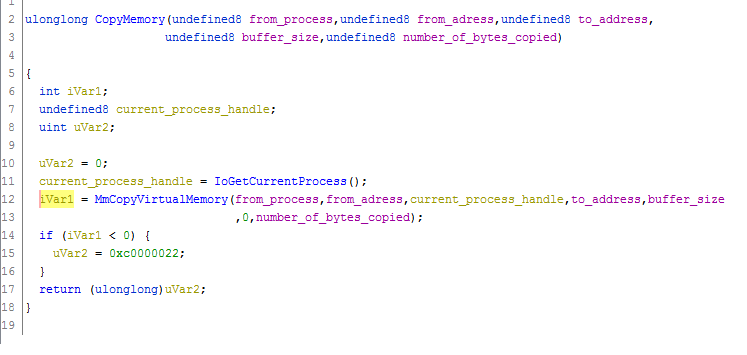 1
2 ulonglong CopyMemory(undefined8 from_process,undefined8 from_adress,undefined8 to_address,
3 undefined8 buffer_size,undefined8 number_of_bytes_copied)
4
5 {
6 int iVar1;
7 undefined8 current_process_handle;
8 uint uVar2;
9
10 uVar2 = 0;
11 current_process_handle = IoGetCurrentProcess();
12 iVar1 = MmCopyVirtualMemory(from_process,from_adress,current_process_handle,to_address,buffer_size
13 ,0,number_of_bytes_copied);
14 if (iVar1 < 0) {
15 uVar2 = 0xc0000022;
16 }
17 return (ulonglong)uVar2;
18 }
19